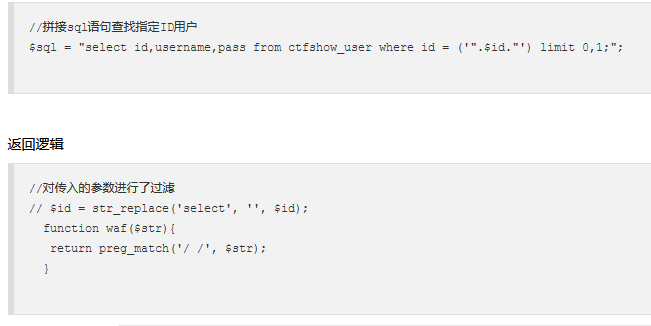 //拼接sql语句查找指定ID用户
$sql = "select id,username,pass from ctfshow_user where id = ('".$id."') limit 0,1;";
返回逻辑
//对传入的参数进行了过滤
// $id = str_replace('select', '', $id);
function waf($str){
return preg_match('/ /', $str);
}